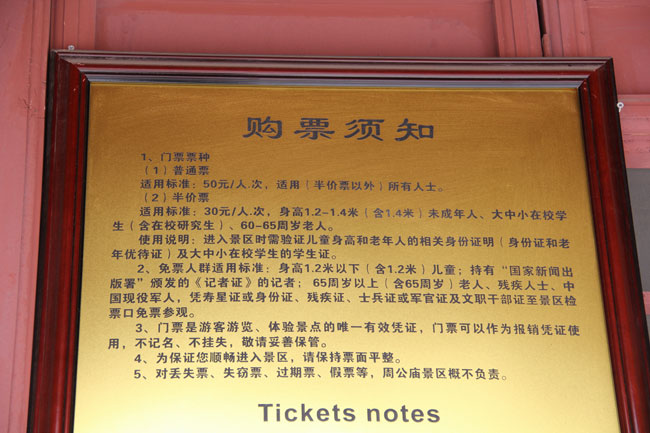 购票须知
1、门票票种
（1）普通票
适用标准：50元/人.次，适用（半价票以外）所有人士。
（2）半价票
适用标准：30元/人.次，身高1.2-1.4米（含1.4米）未成年人、大中小在校学
生（含在校研究生）、60-65周岁老人。
使用说明：进入景区时需验证儿童身高和老年人的相关身份证明（身份证和老
年优待证）及大中小在校学生的学生证。
2、免票人群适用标准：身高1.2米以下（含1.2米）儿童；持有“国家新闻出
版署”颁发的《记者证》的记者；65周岁以上（含65周岁）老人、残疾人士、中
国现役军人，凭寿星证或身份证、残疾证、士兵证或军官证及文职干部证至景区检
票口免票参观。
3、门票是游客游览、体验景点的唯一有效凭证，门票可以作为报销凭证使
用，不记名、不挂失，敬请妥善保管。
4、为保证您顺畅进入景区，请保持票面平整。
5、对丢失票、失窃票、过期票、假票等，周公庙景区概不负责。
Tickets notes